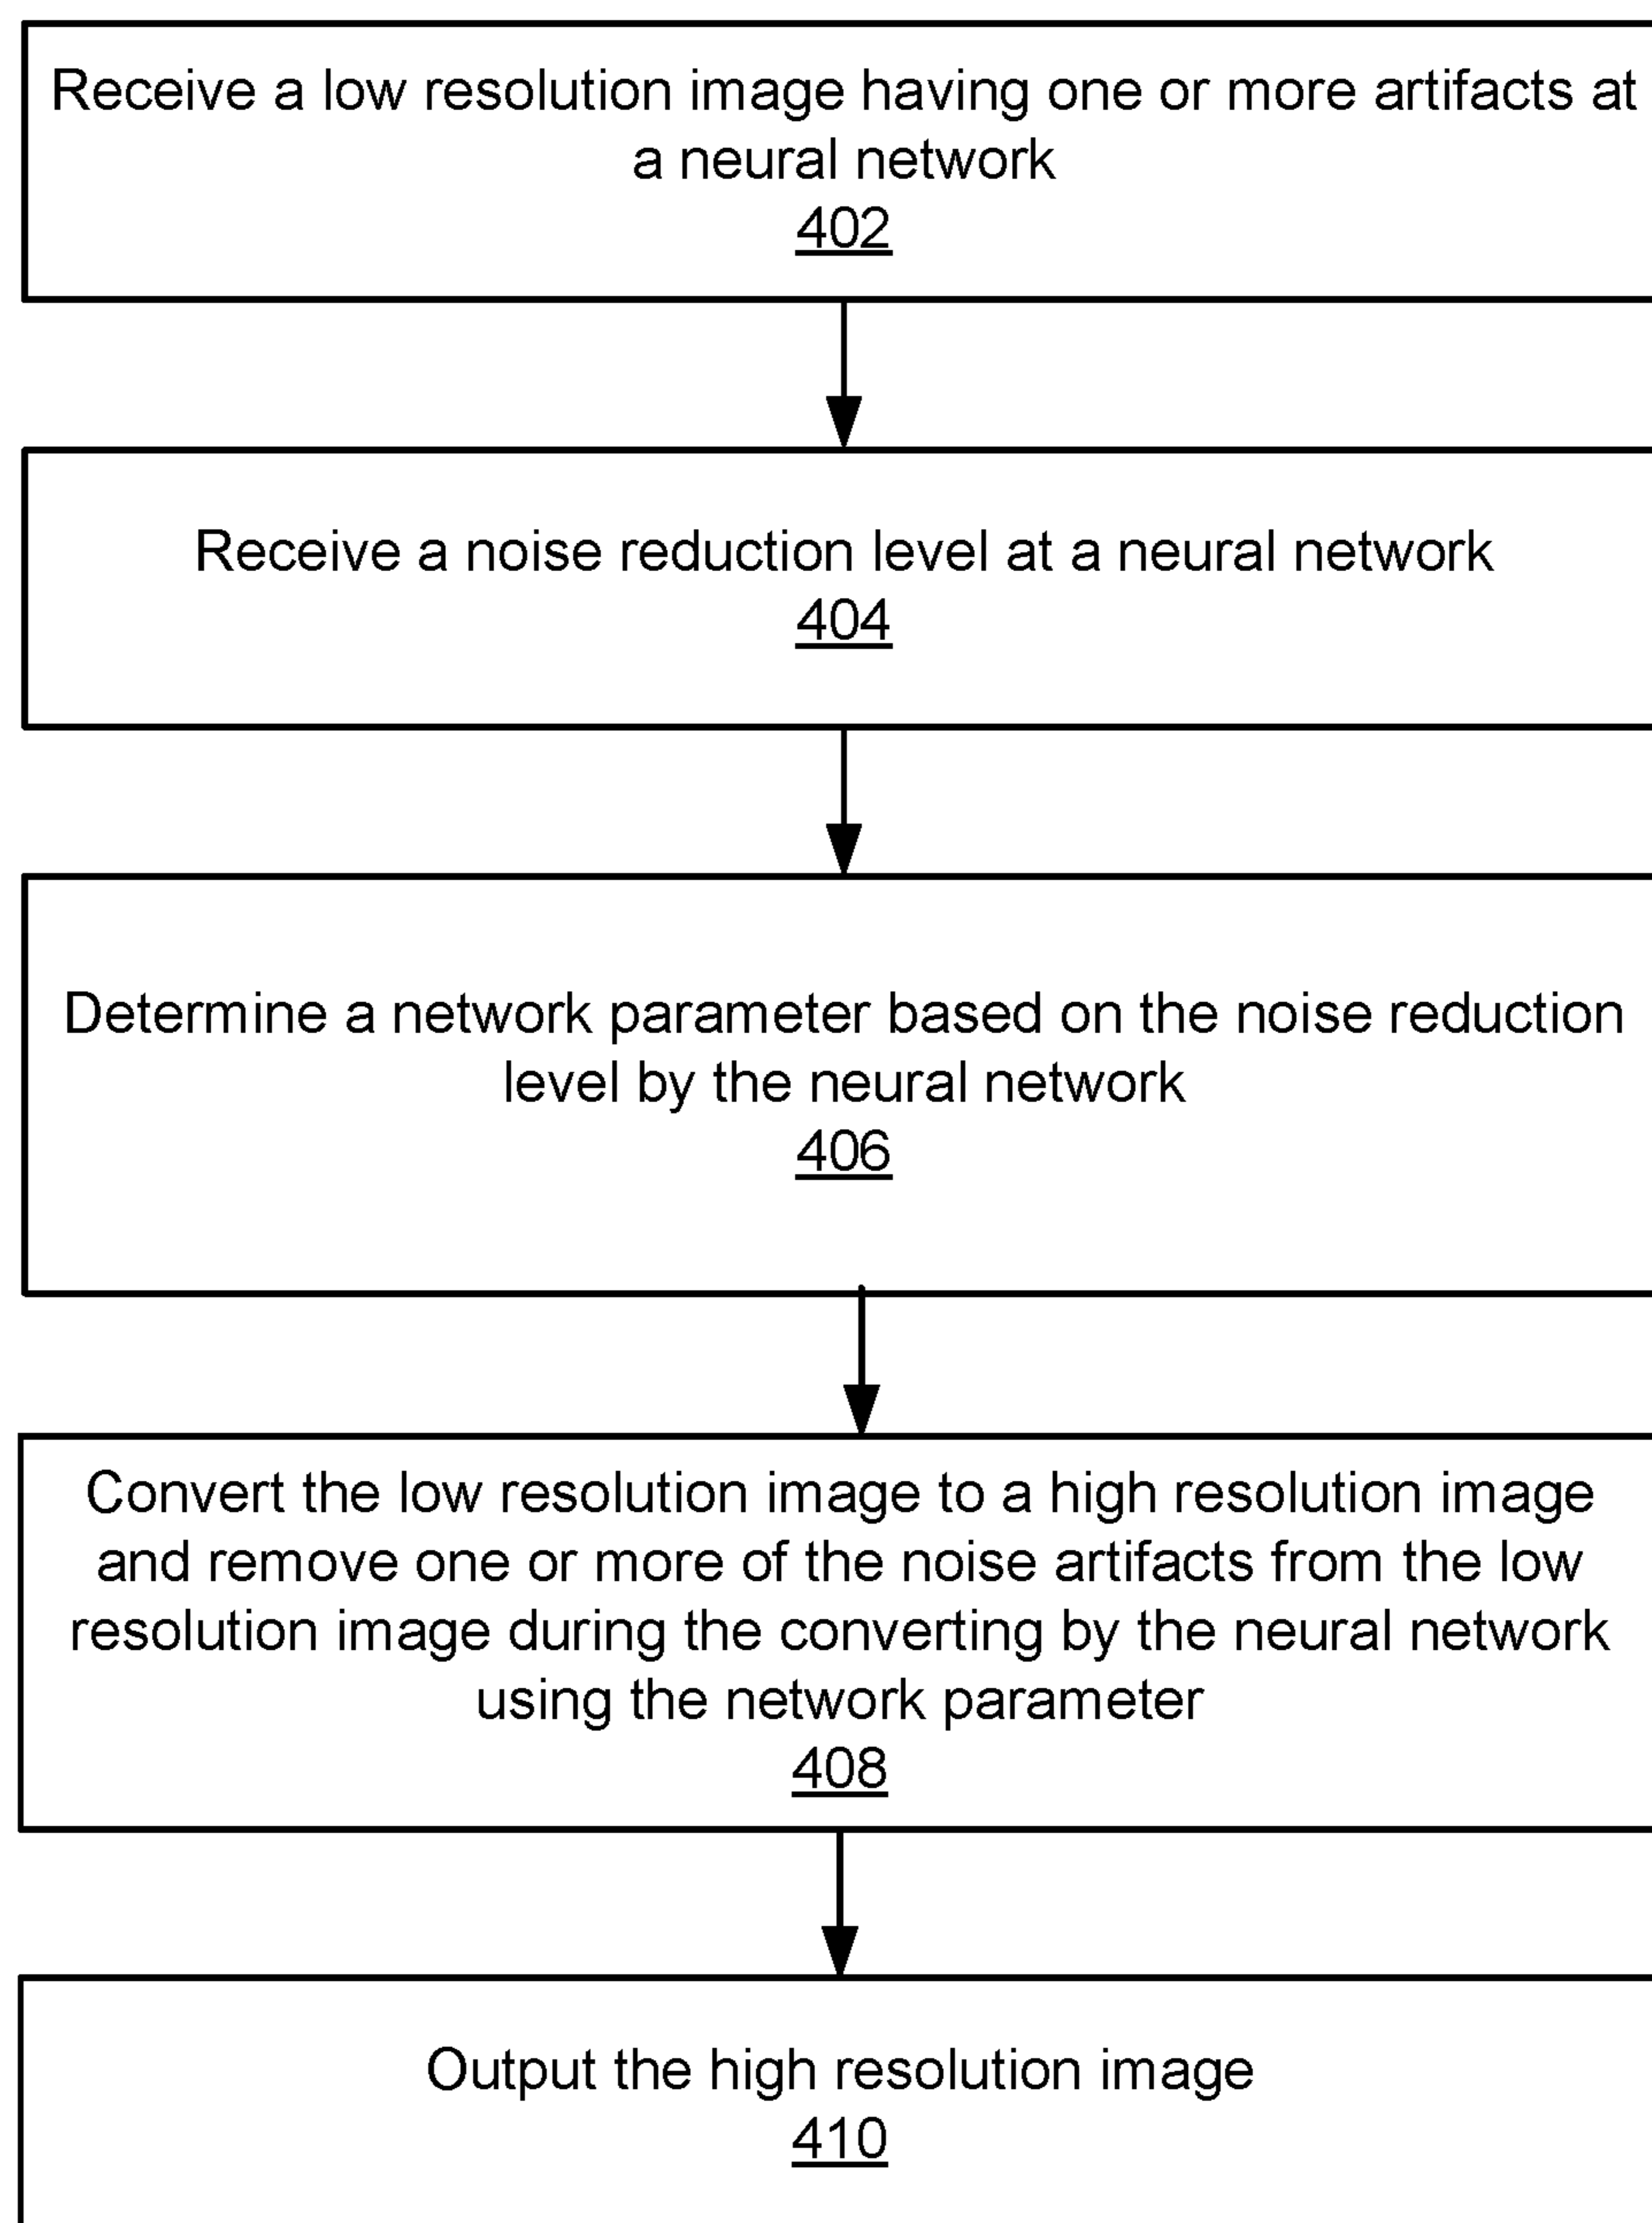 Receive a low resolution image having one or more artifacts at
a neural network
402
Receive a noise reduction level at a neural network
404
Determine a network parameter based on the noise reduction
level by the neural network
406
Convert the low resolution image to a high resolution image
and remove one or more of the noise artifacts from the low
resolution image during the converting by the neural network
using the network parameter
408
Output the high resolution image
410